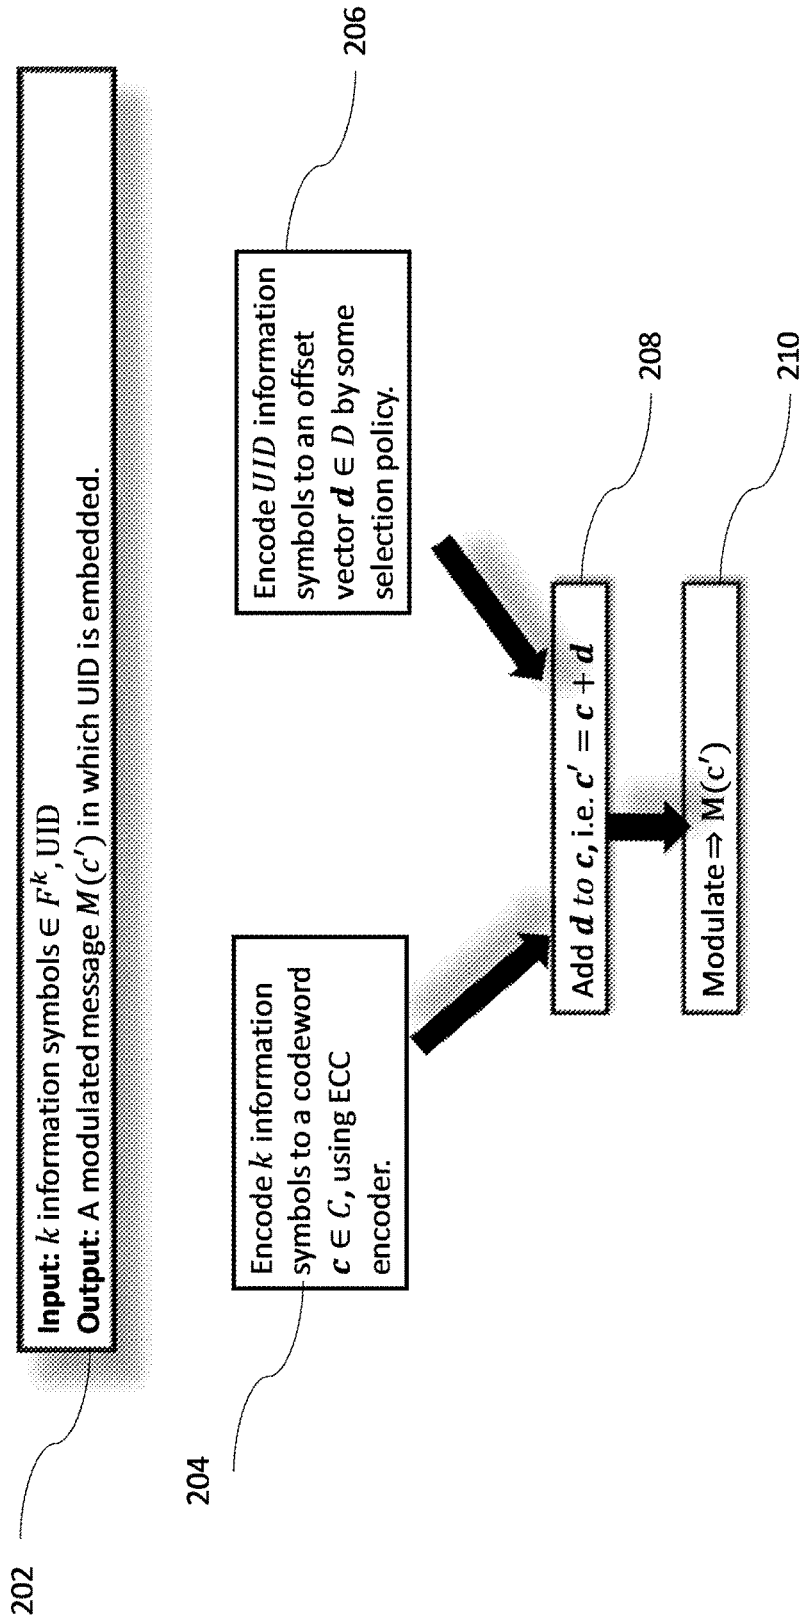 202
Input: k information symbols ∈ F^k, UID
Output: A modulated message M(c′) in which UID is embedded.
204
Encode k information
symbols to a codeword
c ∈ C, using ECC
encoder.
206
Encode UID information
symbols to an offset
vector d ∈ D by some
selection policy.
208
Add d to c, i.e. c′ = c + d
210
Modulate ⇒ M(c′)